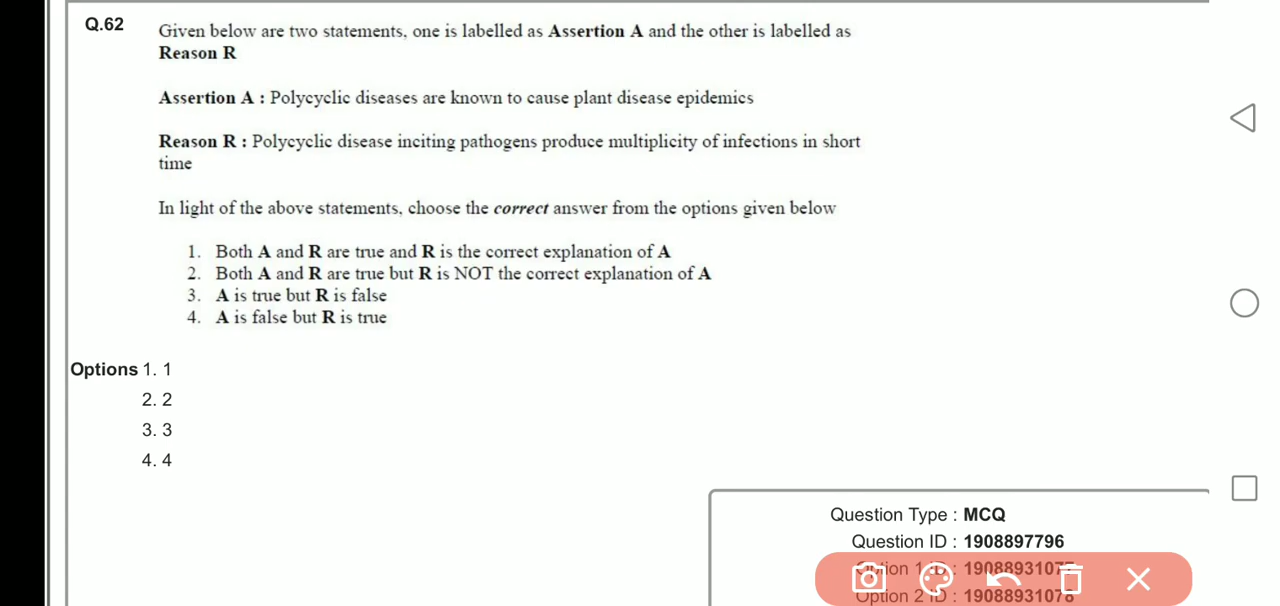 Q.62
Given below are two statements, one is labelled as Assertion A and the other is labelled as
Reason R
Assertion A : Polycyclic diseases are known to cause plant disease epidemics
Reason R : Polycyclic disease inciting pathogens produce multiplicity of infections in short
time
In light of the above statements, choose the correct answer from the options given below
1. Both A and R are true and R is the correct explanation of A
2. Both A and R are true but R is NOT the correct explanation of A
3. A is true but R is false
4. A is false but R is true
Options 1. 1
2. 2
3. 3
4. 4
Question Type : MCQ
Question ID : 1908897796
Option 1 ID :
Option 2 ID : 19088931078